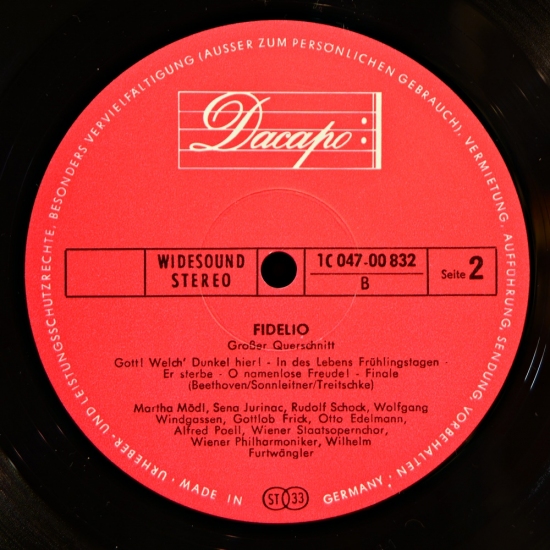 URHEBER- UND LEISTUNGSSCHUTZRECHTE, BESONDERS VERVIELFÄLTIGUNG (AUSSER ZUM PERSÖNLICHEN GEBRAUCH), VERMIETUNG, AUFFÜHRUNG, SENDUNG, VORBEHALTEN · MADE IN GERMANY ·
Dacapo
WIDESOUND
STEREO
1C 047-00 832
B
Seite 2
FIDELIO
Großer Querschnitt
Gott! Welch' Dunkel hier! - In des Lebens Frühlingstagen -
Er sterbe - O namenlose Freude! - Finale
(Beethoven/Sonnleitner/Treitschke)
Martha Mödl, Sena Jurinac, Rudolf Schock, Wolfgang
Windgassen, Gottlob Frick, Otto Edelmann,
Alfred Poell, Wiener Staatsopernchor,
Wiener Philharmoniker, Wilhelm
Furtwängler
ST 33